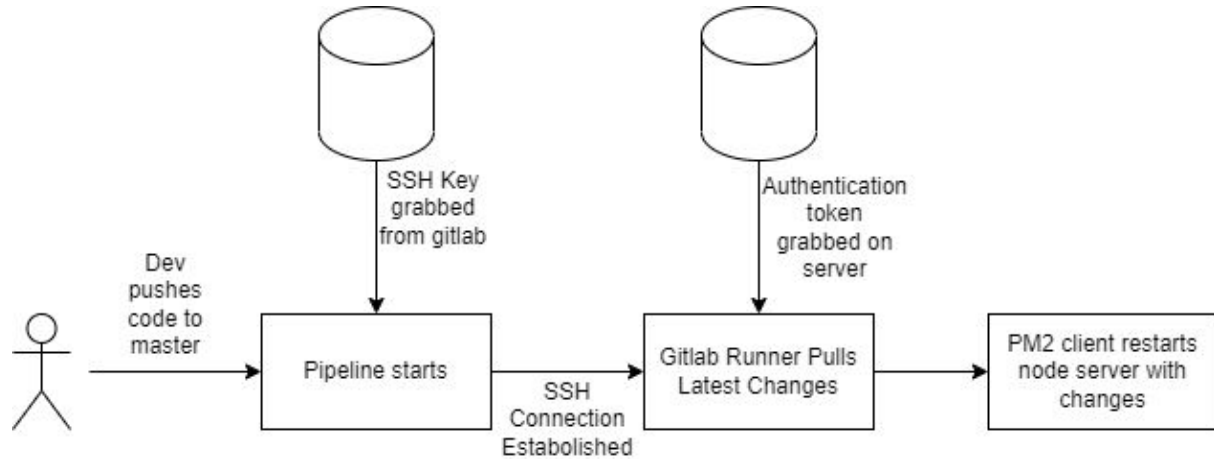 SSH Key
grabbed
from gitlab
Authentication
token
grabbed on
server
Dev
pushes
code to
master
Pipeline starts
SSH
Connection
Estabolished
Gitlab Runner Pulls
Latest Changes
PM2 client restarts
node server with
changes